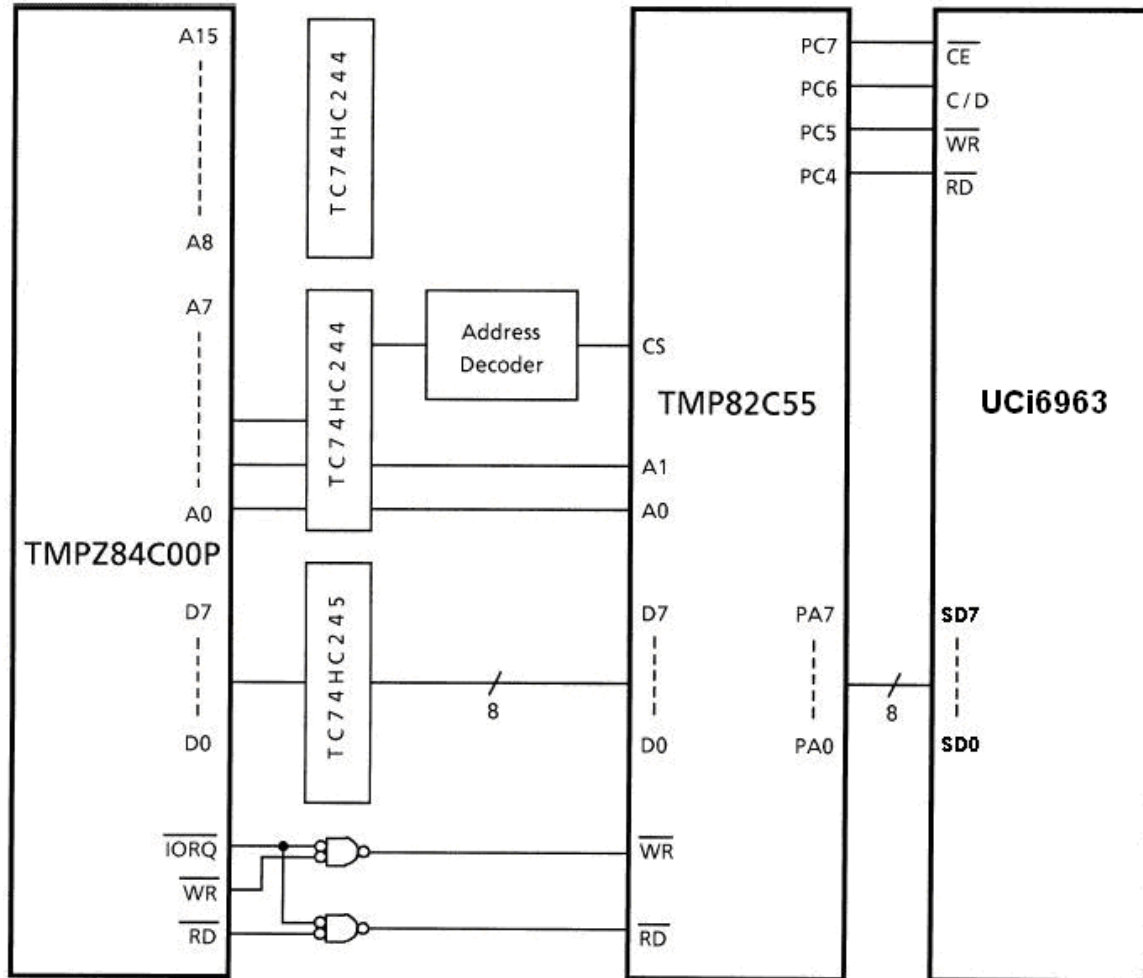 A15
A8
A7
A0
TMPZ84C00P
D7
D0
IORQ
WR
RD
TC74HC244
TC74HC244
TC74HC245
Address
Decoder
8
CS
TMP82C55
A1
A0
D7
D0
WR
RD
PC7
PC6
PC5
PC4
PA7
PA0
8
CE
C/D
WR
RD
UCi6963
SD7
SD0